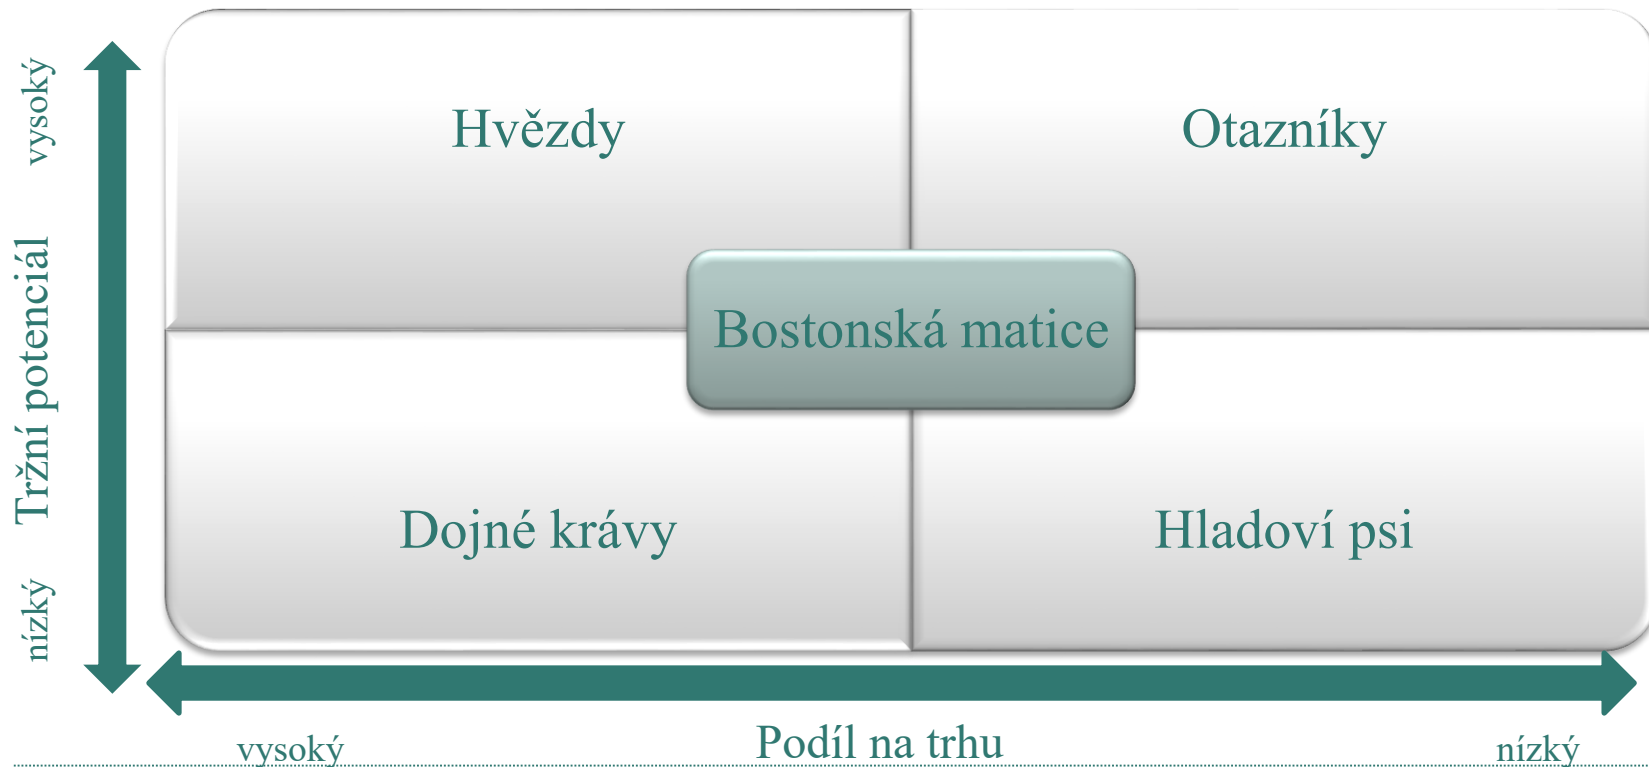 vysoký
Hvězdy
Otazníky
Tržní potenciál
Bostonská matice
nízký
Dojné krávy
Hladoví psi
vysoký
Podíl na trhu
nízký